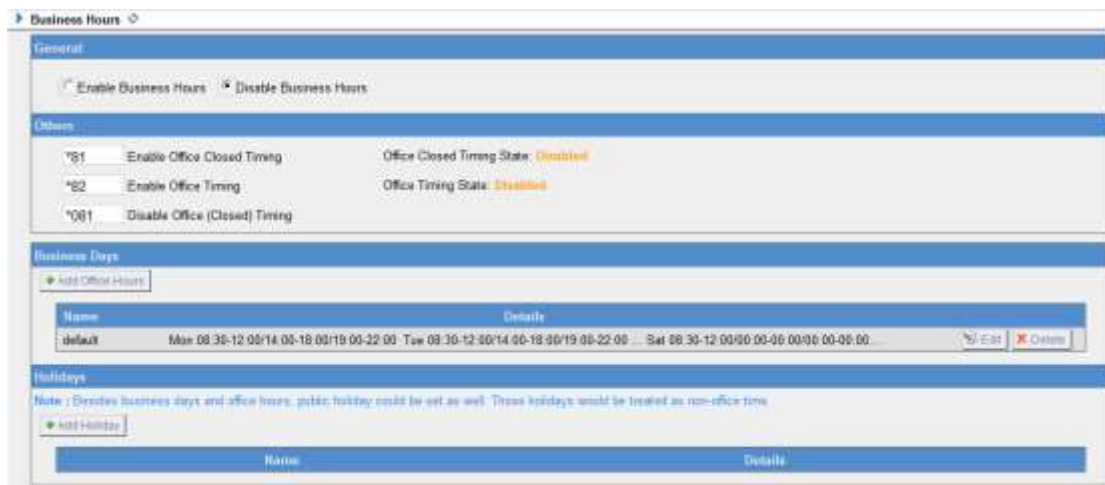 Business Hours
General
Enable Business Hours Disable Business Hours
Others
*81 Enable Office Closed Timing Office Closed Timing State: Disabled
*82 Enable Office Timing Office Timing State: Disabled
*081 Disable Office (Closed) Timing
Business Days
Add Office Hours
Name Details
default Mon 08:30-12:00/14:00-18:00/19:00-22:00 Tue 08:30-12:00/14:00-18:00/19:00-22:00 ... Sat 08:30-12:00/00:00-00:00/00:00-00:00... Edit Delete
Holidays
Note : Besides business days and office hours, public holiday could be set as well. Those holidays would be treated as non-office time.
Add Holiday
Name Details